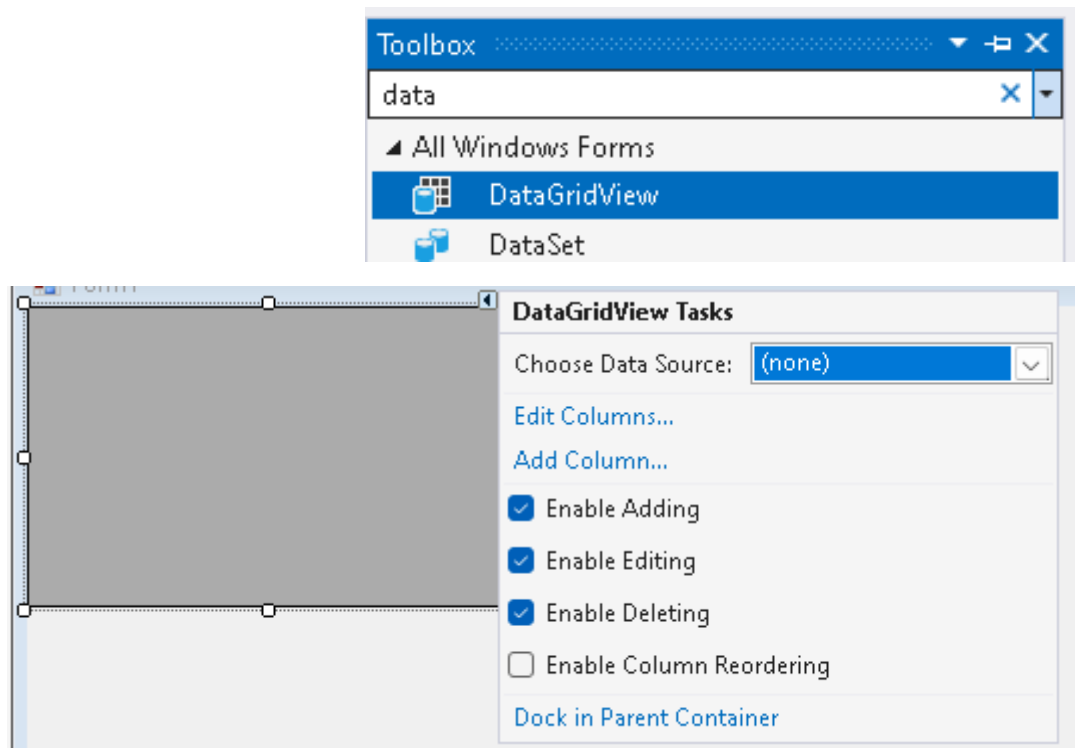 Toolbox
data
All Windows Forms
DataGridView
DataSet
Form1
DataGridView Tasks
Choose Data Source: (none)
Edit Columns...
Add Column...
Enable Adding
Enable Editing
Enable Deleting
Enable Column Reordering
Dock in Parent Container